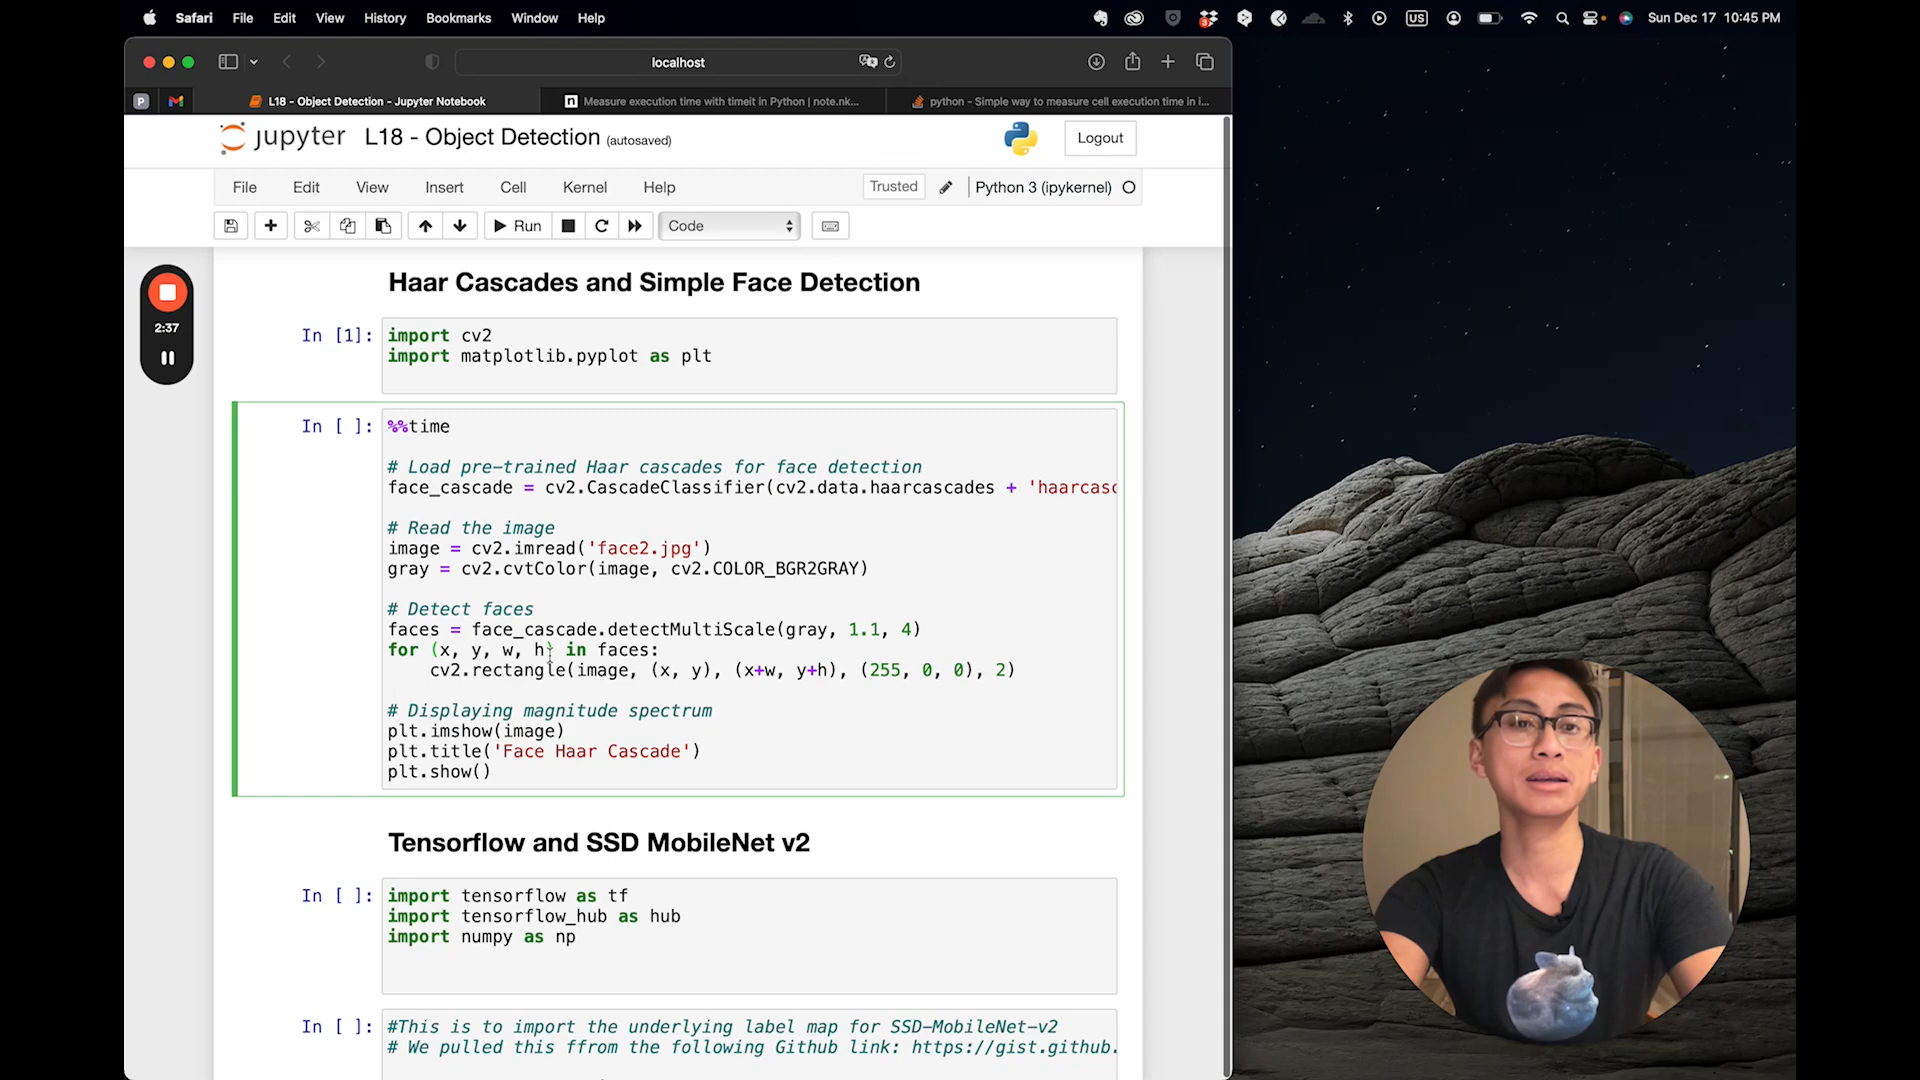 Safari File Edit View History Bookmarks Window Help
3
US
Sun Dec 17 10:45 PM
localhost
P
L18 - Object Detection - Jupyter Notebook
n Measure execution time with timeit in Python | note.nk...
python - Simple way to measure cell execution time in i...
jupyter L18 - Object Detection (autosaved)
Logout
File Edit View Insert Cell Kernel Help
Trusted
Python 3 (ipykernel)
Run
Code
2:37
Haar Cascades and Simple Face Detection
In [1]: import cv2
import matplotlib.pyplot as plt
In [ ]: %%time
# Load pre-trained Haar cascades for face detection
face_cascade = cv2.CascadeClassifier(cv2.data.haarcascades + 'haarcasc
# Read the image
image = cv2.imread('face2.jpg')
gray = cv2.cvtColor(image, cv2.COLOR_BGR2GRAY)
# Detect faces
faces = face_cascade.detectMultiScale(gray, 1.1, 4)
for (x, y, w, h) in faces:
cv2.rectangle(image, (x, y), (x+w, y+h), (255, 0, 0), 2)
# Displaying magnitude spectrum
plt.imshow(image)
plt.title('Face Haar Cascade')
plt.show()
Tensorflow and SSD MobileNet v2
In [ ]: import tensorflow as tf
import tensorflow_hub as hub
import numpy as np
In [ ]: #This is to import the underlying label map for SSD-MobileNet-v2
# We pulled this ffrom the following Github link: https://gist.github.